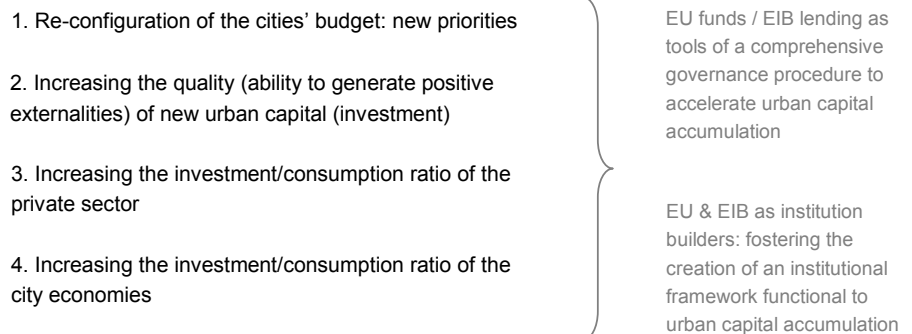 1. Re-configuration of the cities’ budget: new priorities
2. Increasing the quality (ability to generate positive
externalities) of new urban capital (investment)
3. Increasing the investment/consumption ratio of the
private sector
4. Increasing the investment/consumption ratio of the
city economies
EU funds / EIB lending as
tools of a comprehensive
governance procedure to
accelerate urban capital
accumulation
EU & EIB as institution
builders: fostering the
creation of an institutional
framework functional to
urban capital accumulation